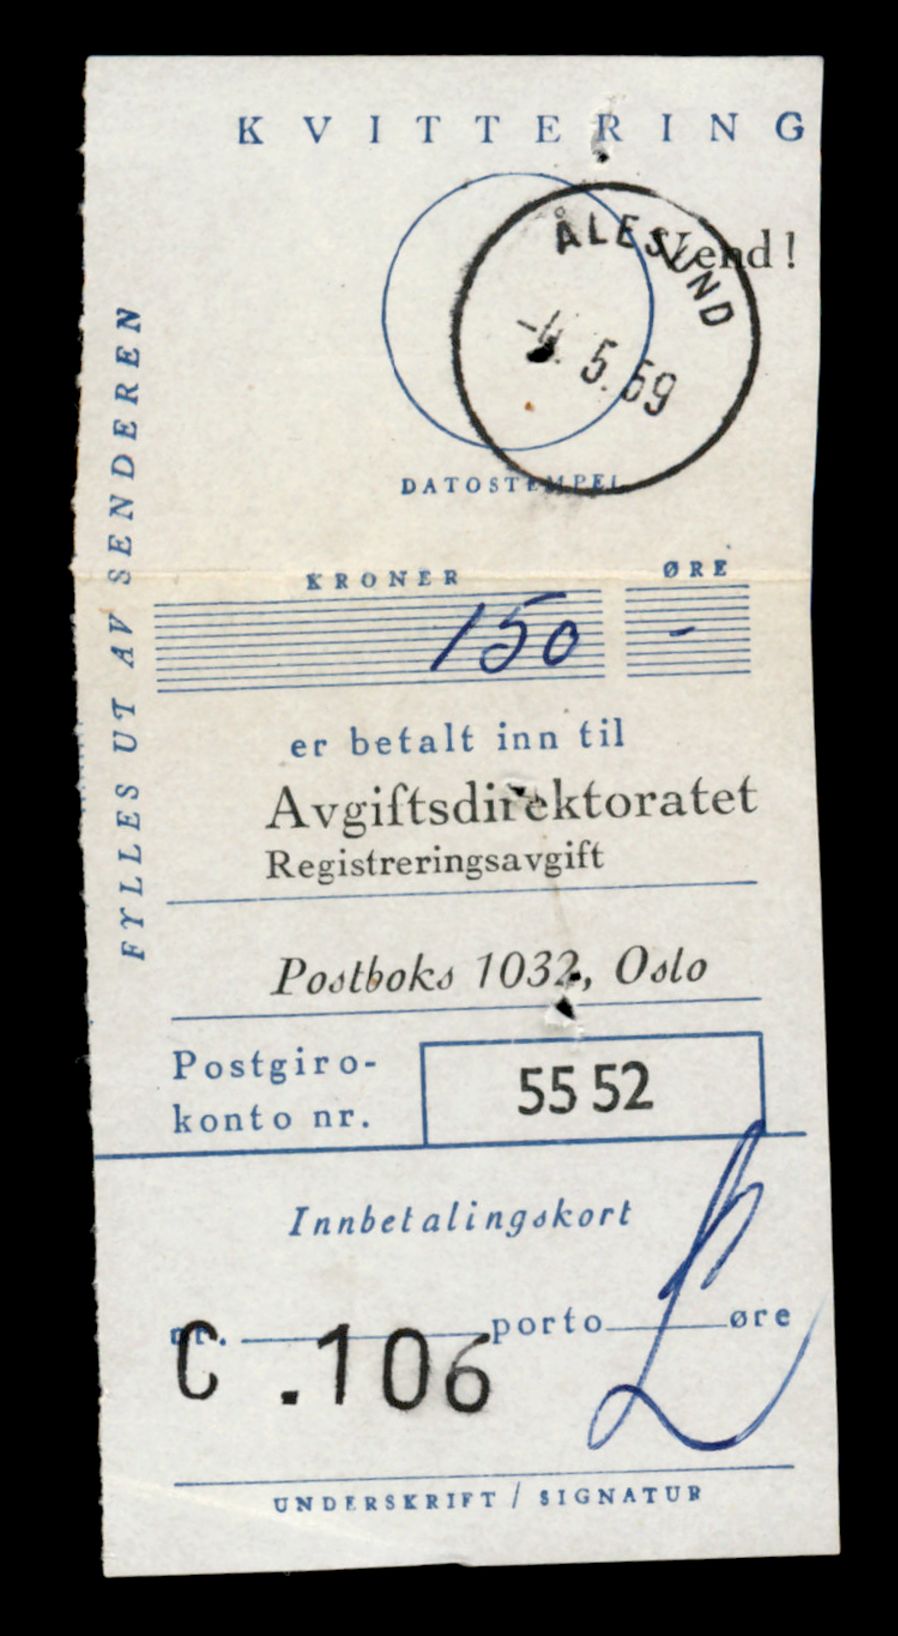 KVITTERING
Vend!
ÅLESUND
-4. 5. 59
DATOSTEMPEL
FYLLES UT AV SENDEREN
KRONER ØRE
150 -
er betalt inn til
Avgiftsdirektoratet
Registreringsavgift
Postboks 1032, Oslo
Postgiro-
konto nr.
55 52
Innbetalingskort
nr. porto øre
C .106
UNDERSKRIFT / SIGNATUR